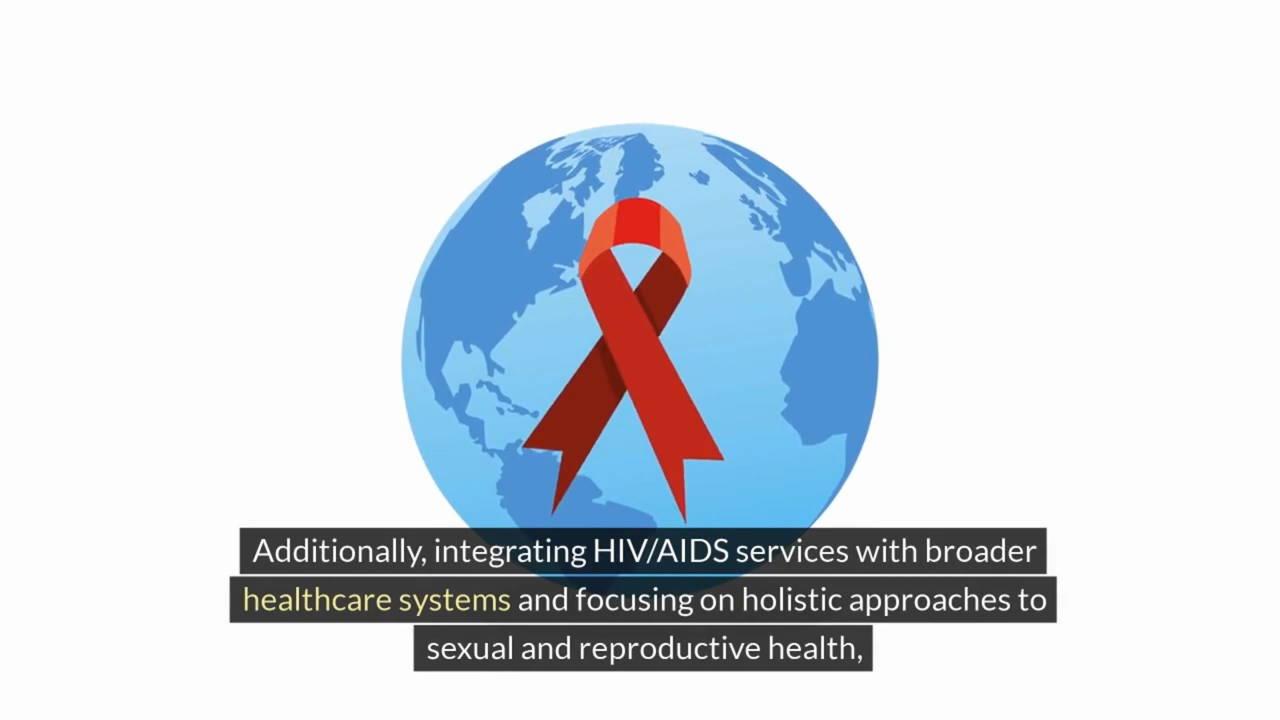 Additionally, integrating HIV/AIDS services with broader
healthcare systems and focusing on holistic approaches to
sexual and reproductive health,